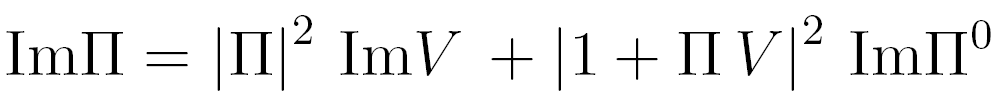 ImΠ = |Π|² ImV + |1 + Π V|² ImΠ⁰